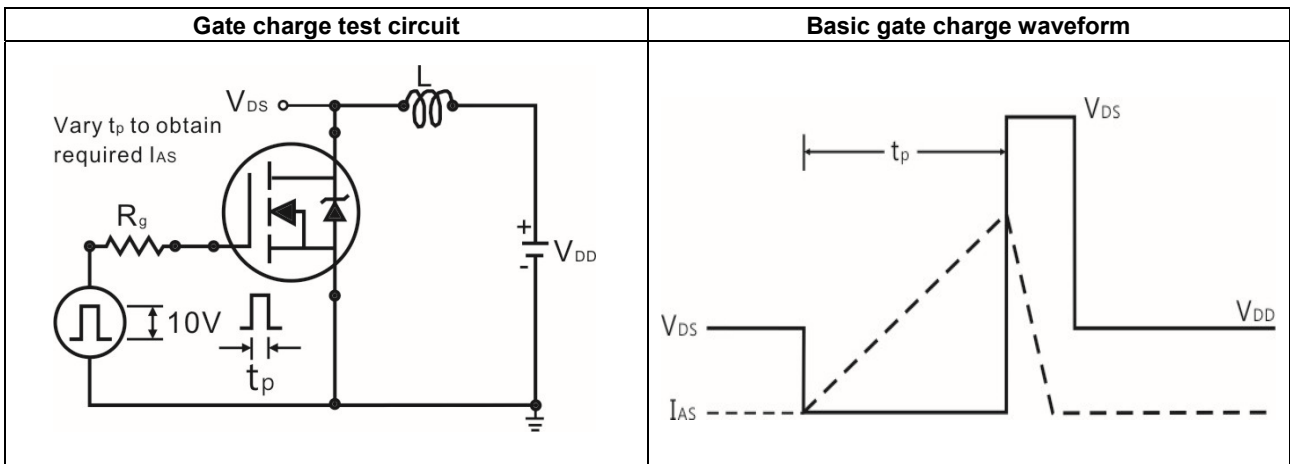 Gate charge test circuit
Basic gate charge waveform
L
VDS
Vary tp to obtain
required IAS
Rg
+
-
VDD
10V
tp
VDS
tp
VDS
VDD
IAS